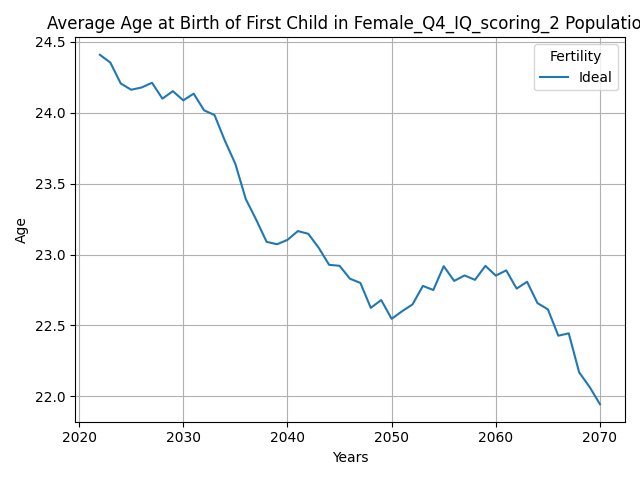 Average Age at Birth of First Child in Female_Q4_IQ_scoring_2 Populatio
24.5
24.0
23.5
23.0
22.5
22.0
Age
Fertility
Ideal
2020 2030 2040 2050 2060 2070
Years